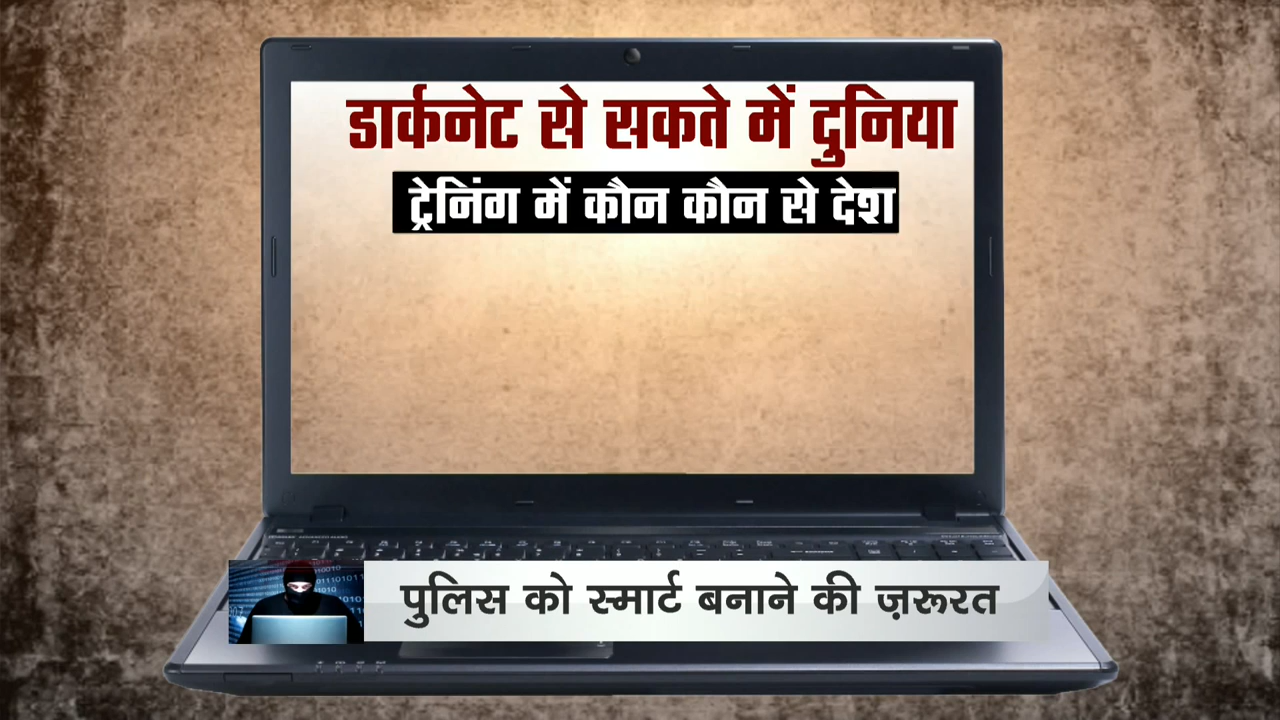 डार्कनेट से सकते में दुनिया
ट्रेनिंग में कौन कौन से देश
पुलिस को स्मार्ट बनाने की ज़रूरत